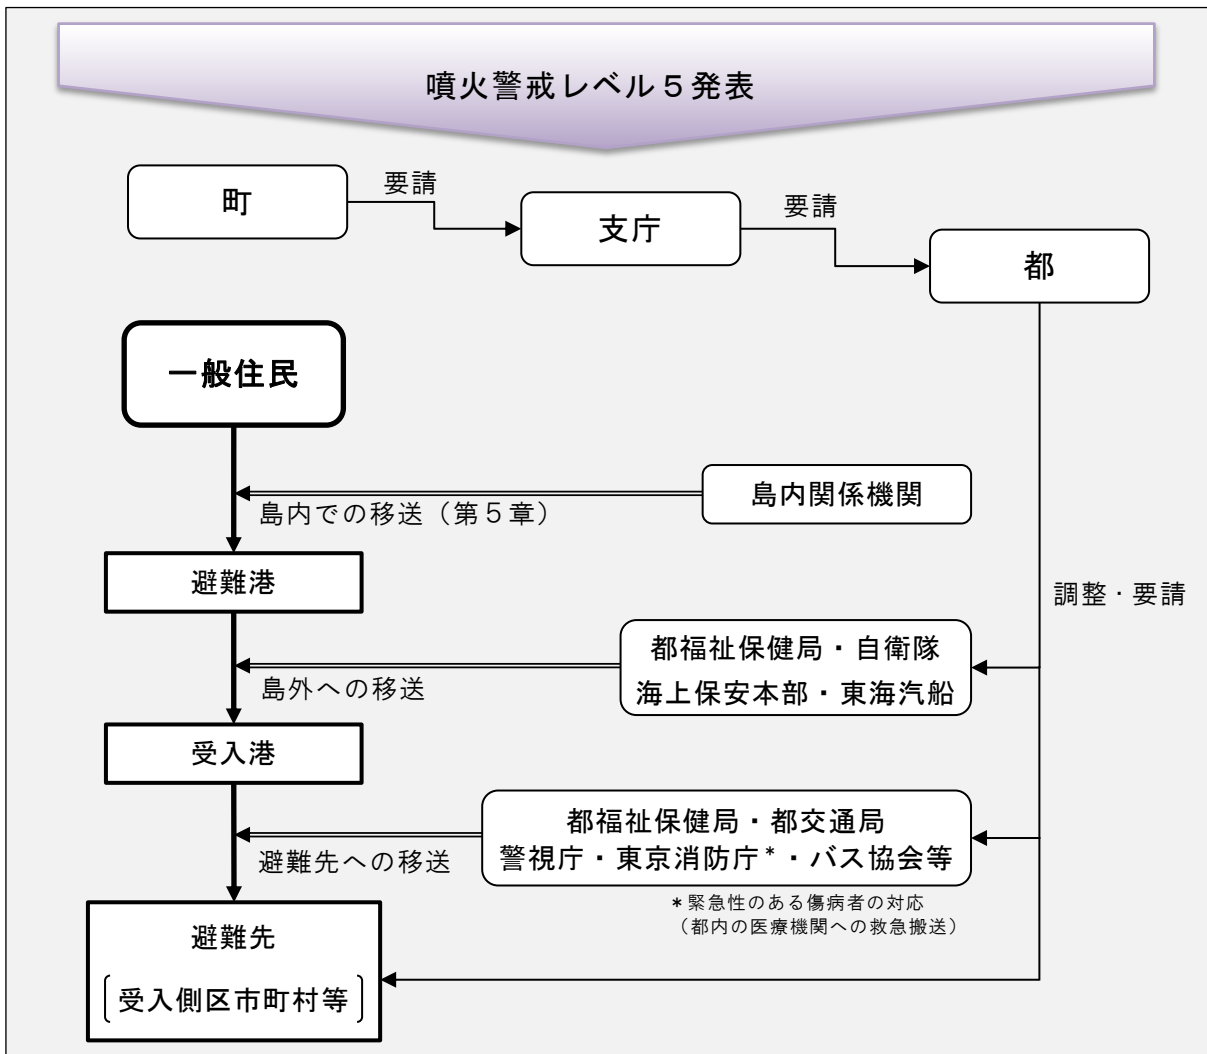 噴火警戒レベル５発表
町
要請
支庁
要請
都
一般住民
島内関係機関
島内での移送（第５章）
避難港
調整・要請
都福祉保健局・自衛隊
海上保安本部・東海汽船
島外への移送
受入港
都福祉保健局・都交通局
警視庁・東京消防庁*・バス協会等
避難先への移送
*緊急性のある傷病者の対応
（都内の医療機関への救急搬送）
避難先
〔受入側区市町村等〕